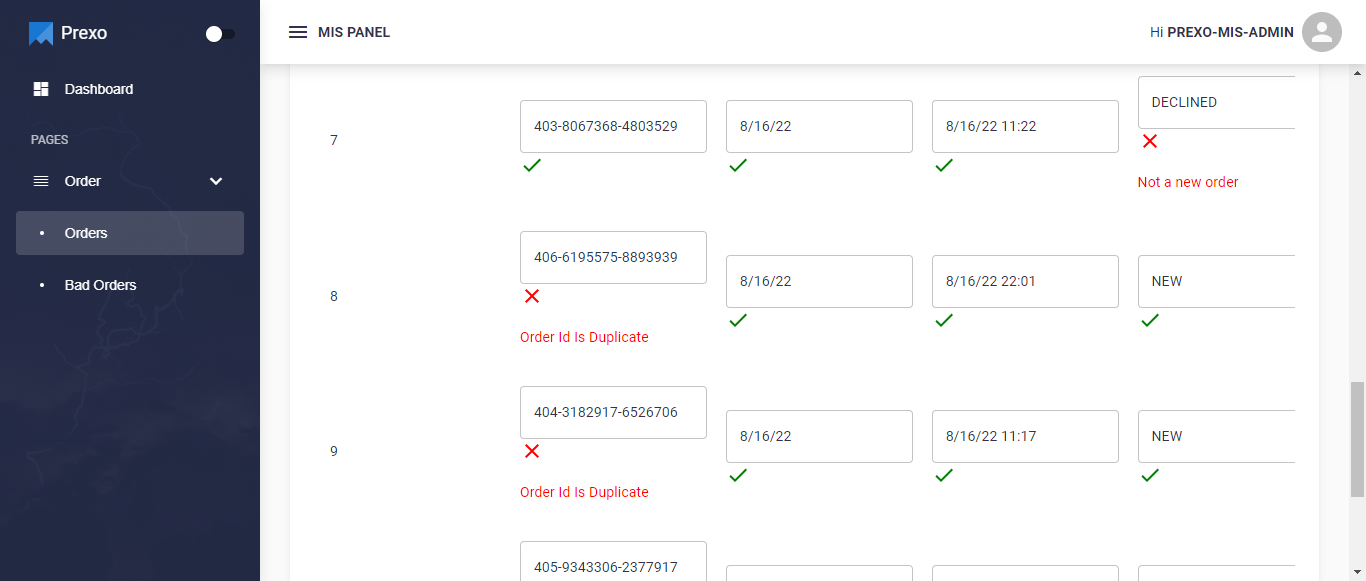 Prexo
MIS PANEL
Hi PREXO-MIS-ADMIN
Dashboard
PAGES
Order
Orders
Bad Orders
7
403-8067368-4803529
8/16/22
8/16/22 11:22
DECLINED
Not a new order
8
406-6195575-8893939
8/16/22
8/16/22 22:01
NEW
Order Id Is Duplicate
9
404-3182917-6526706
8/16/22
8/16/22 11:17
NEW
Order Id Is Duplicate
405-9343306-2377917